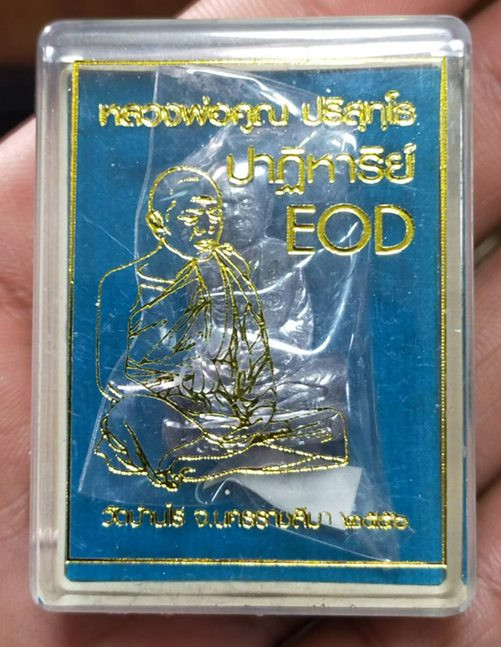 หลวงพ่อคูณ ปริสุทฺโธ
ปาฏิหาริย์
EOD
วัดบ้านไร่ จ.นครราชสีมา ๒๕๕๖